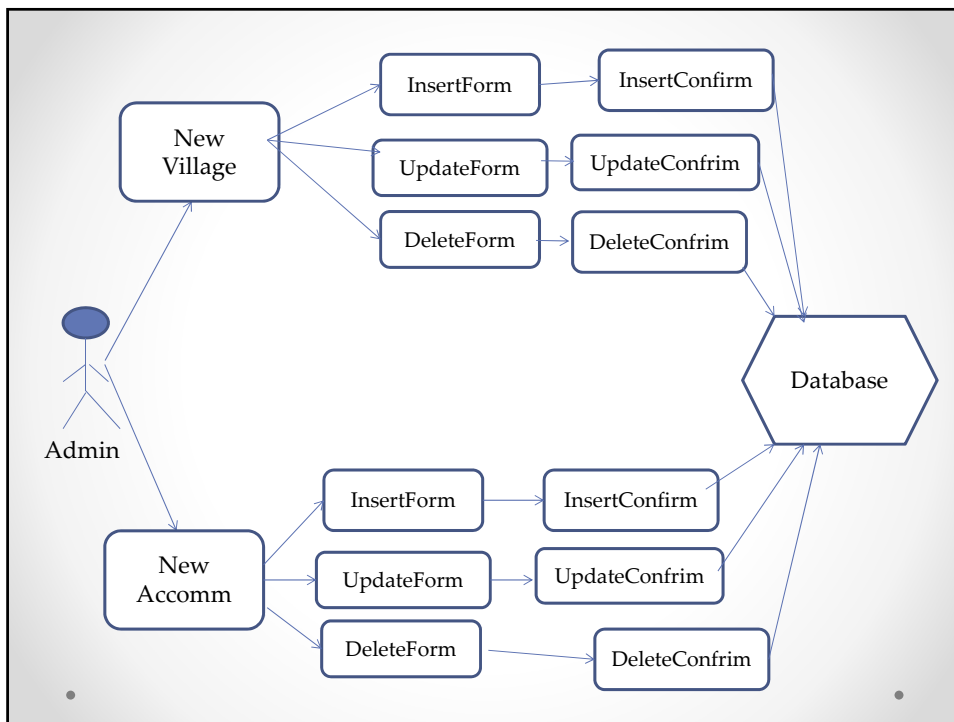 InsertForm
InsertConfirm
New
Village
UpdateForm
UpdateConfrim
DeleteForm
DeleteConfrim
Database
Admin
InsertForm
InsertConfirm
New
Accomm
UpdateForm
UpdateConfrim
DeleteForm
DeleteConfrim